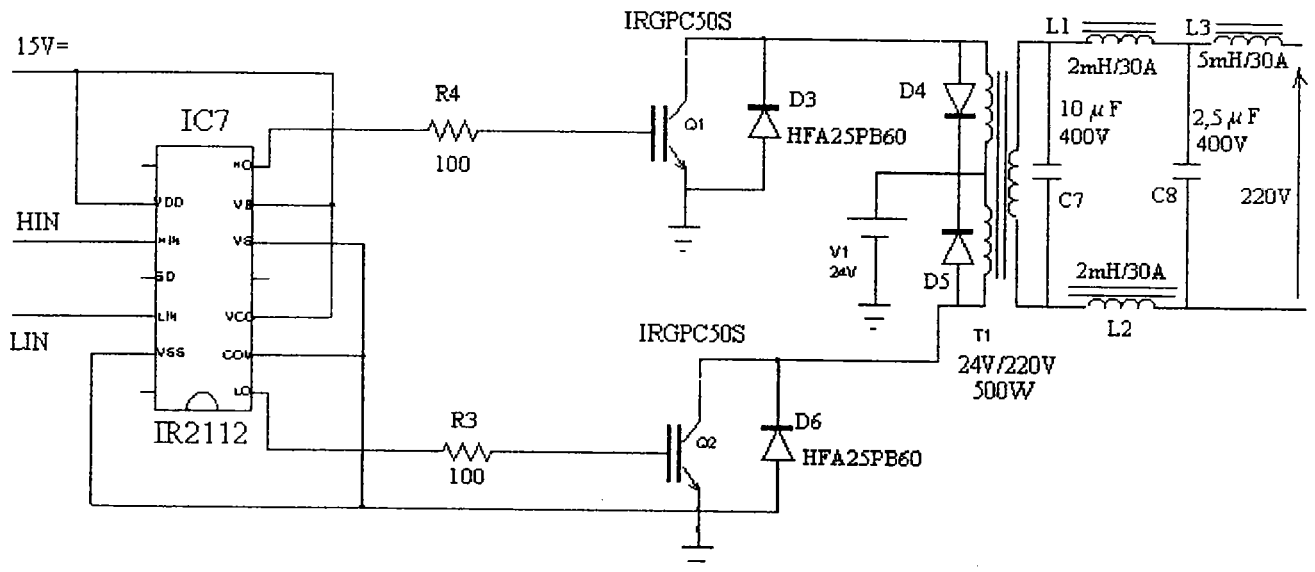 IRGPC50S
15V=
L1
L3
2mH/30A
5mH/30A
R4
D3
D4
IC7
Q1
HFA25PB60
10 μF
400V
2,5 μF
400V
100
HO
VDD
VB
C7
C8
220V
HIN
HIN
VS
V1
24V
D5
2mH/30A
SD
LIN
LIN
VCC
IRGPC50S
L2
T1
VSS
COM
24V/220V
500W
LO
R3
D6
IR2112
Q2
HFA25PB60
100